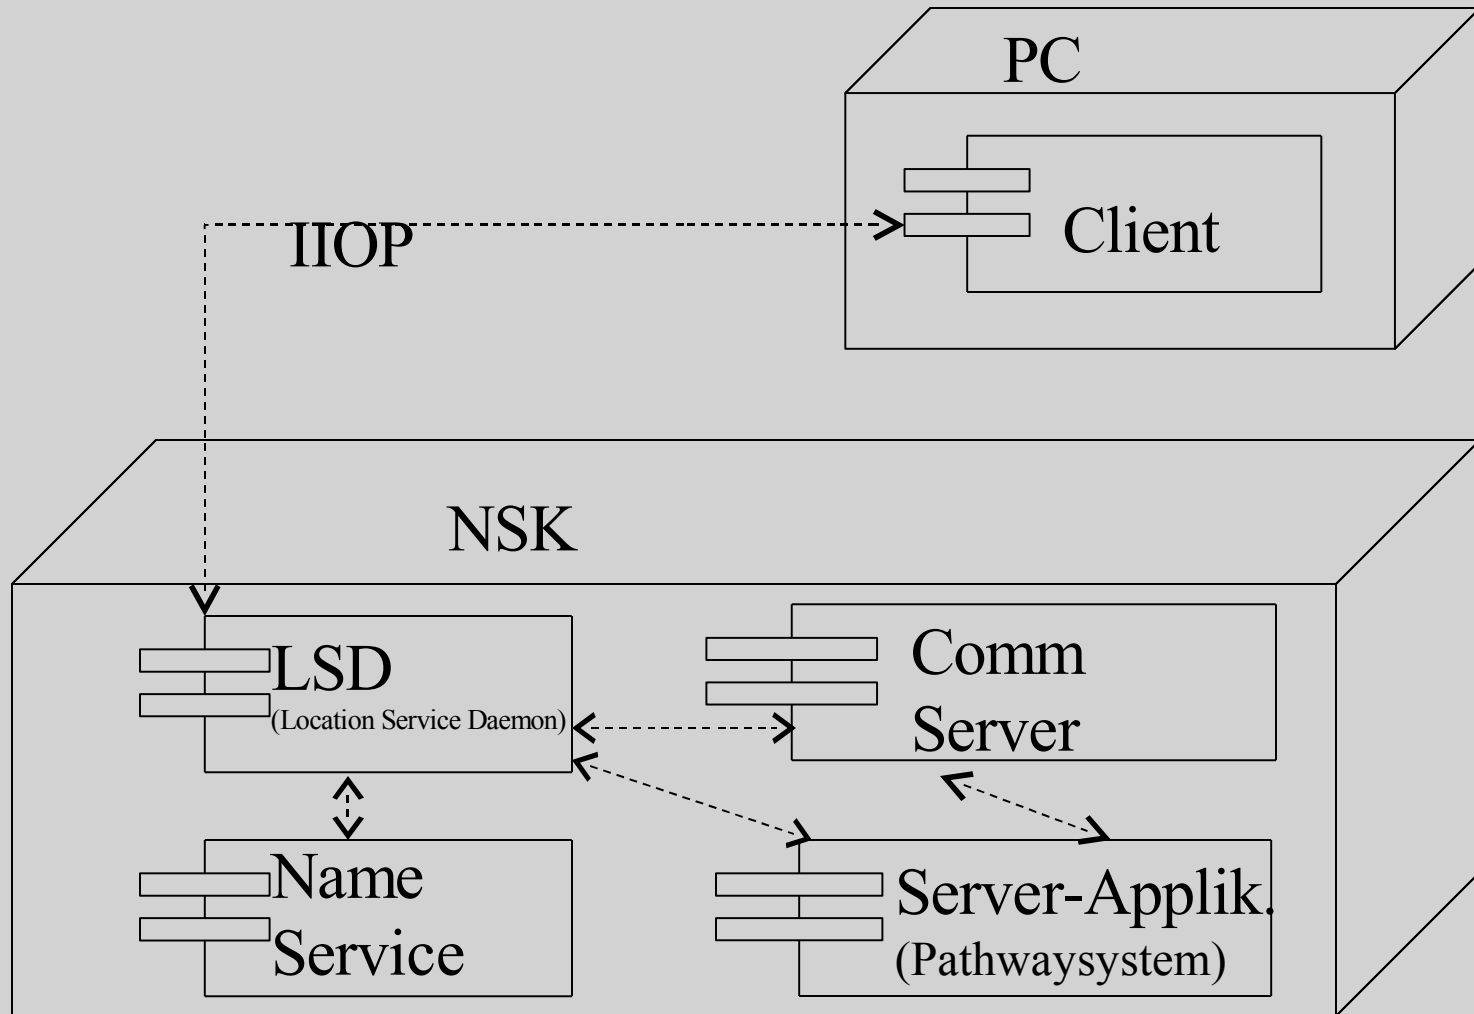 PC
Client
IIOP
NSK
LSD
(Location Service Daemon)
Comm
Server
Name
Service
Server-Applik.
(Pathwaysystem)